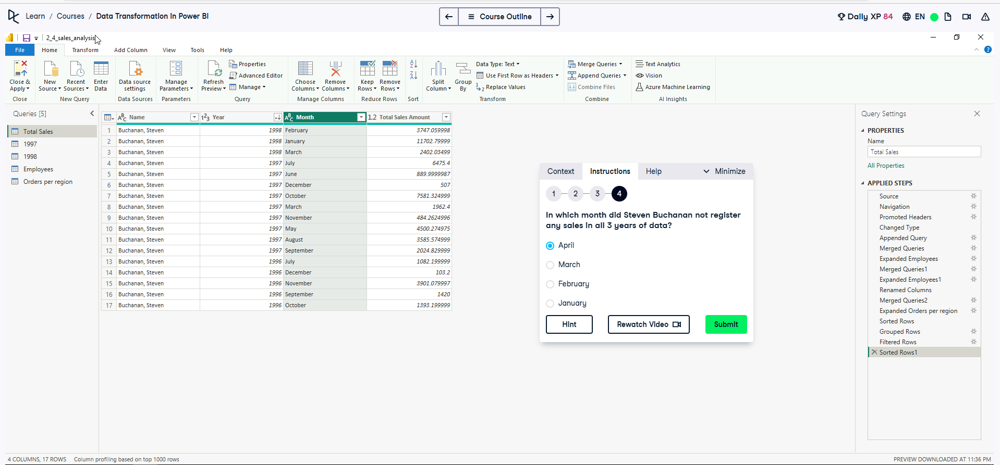 Learn / Courses / Data Transformation in Power BI
Course Outline
Daily XP 84
EN
2_4_sales_analysis
File Home Transform Add Column View Tools Help
Close & Apply
Close
New Source
Recent Sources
Enter Data
New Query
Data source settings
Data Sources
Manage Parameters
Parameters
Refresh Preview
Properties
Advanced Editor
Manage
Query
Choose Columns
Remove Columns
Manage Columns
Keep Rows
Remove Rows
Reduce Rows
Sort
Split Column
Group By
Data Type: Text
Use First Row as Headers
Replace Values
Transform
Merge Queries
Append Queries
Combine Files
Combine
Text Analytics
Vision
Azure Machine Learning
AI Insights
Queries [5]
Total Sales
1997
1998
Employees
Orders per region
Name Year Month Total Sales Amount
1 Buchanan, Steven 1998 February 3747.059998
2 Buchanan, Steven 1998 January 11702.79999
3 Buchanan, Steven 1998 March 2402.03499
4 Buchanan, Steven 1997 July 6475.4
5 Buchanan, Steven 1997 June 889.9999987
6 Buchanan, Steven 1997 December 507
7 Buchanan, Steven 1997 October 7581.324999
8 Buchanan, Steven 1997 March 1962.4
9 Buchanan, Steven 1997 November 484.2624996
10 Buchanan, Steven 1997 May 4500.274975
11 Buchanan, Steven 1997 August 3585.574999
12 Buchanan, Steven 1997 September 2024.829999
13 Buchanan, Steven 1996 July 1082.199999
14 Buchanan, Steven 1996 December 103.2
15 Buchanan, Steven 1996 November 3901.079997
16 Buchanan, Steven 1996 September 1420
17 Buchanan, Steven 1996 October 1393.199999
Context Instructions Help Minimize
1 2 3 4
In which month did Steven Buchanan not register
any sales in all 3 years of data?
April
March
February
January
Hint
Rewatch Video
Submit
Query Settings
PROPERTIES
Name
Total Sales
All Properties
APPLIED STEPS
Source
Navigation
Promoted Headers
Changed Type
Appended Query
Merged Queries
Expanded Employees
Merged Queries1
Expanded Employees1
Renamed Columns
Merged Queries2
Expanded Orders per region
Sorted Rows
Grouped Rows
Filtered Rows
Sorted Rows1
4 COLUMNS, 17 ROWS Column profiling based on top 1000 rows
PREVIEW DOWNLOADED AT 11:36 PM